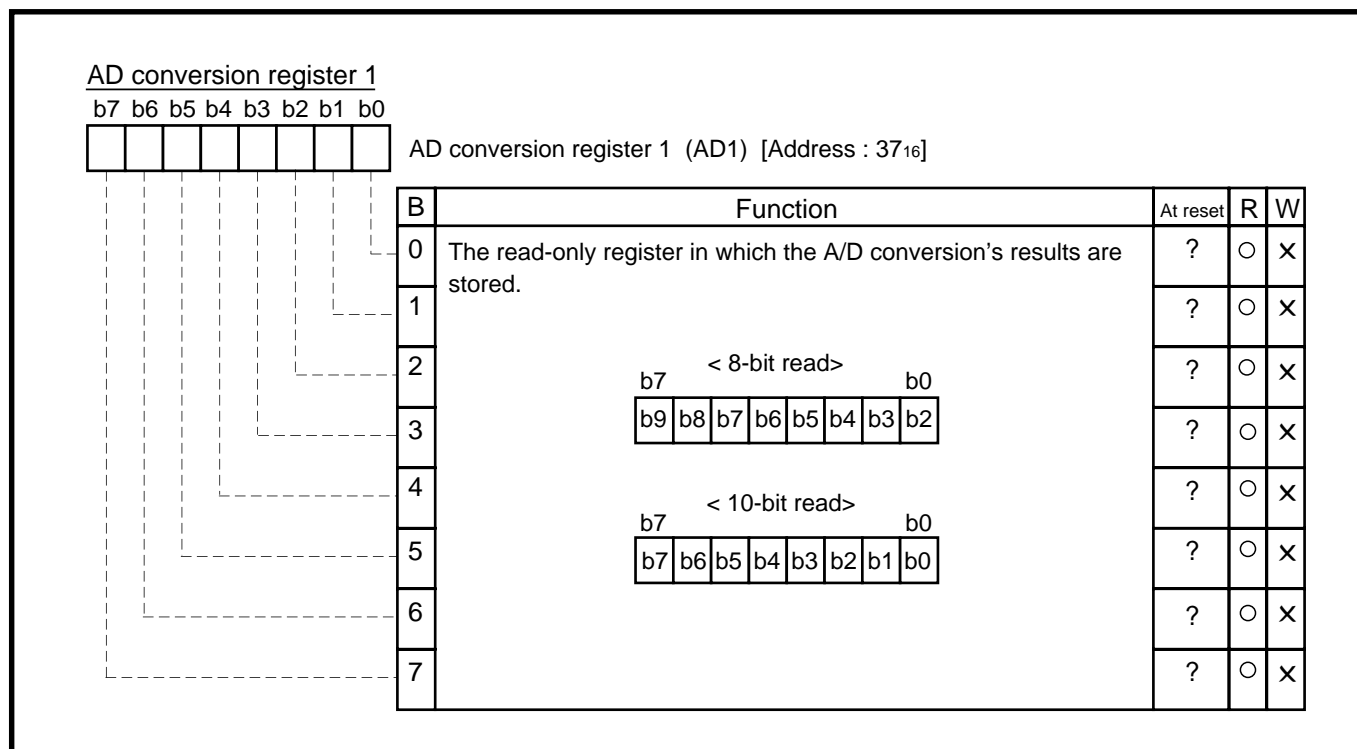 AD conversion register 1
b7 b6 b5 b4 b3 b2 b1 b0
AD conversion register 1 (AD1) [Address : 37₁₆]
B Function At reset R W
0 The read-only register in which the A/D conversion's results are ? ○ ×
stored.
1 ? ○ ×
2 ? ○ ×
< 8-bit read>
b7 b0
b9 b8 b7 b6 b5 b4 b3 b2
3 ? ○ ×
4 ? ○ ×
< 10-bit read>
b7 b0
5 ? ○ ×
b7 b6 b5 b4 b3 b2 b1 b0
6 ? ○ ×
7 ? ○ ×